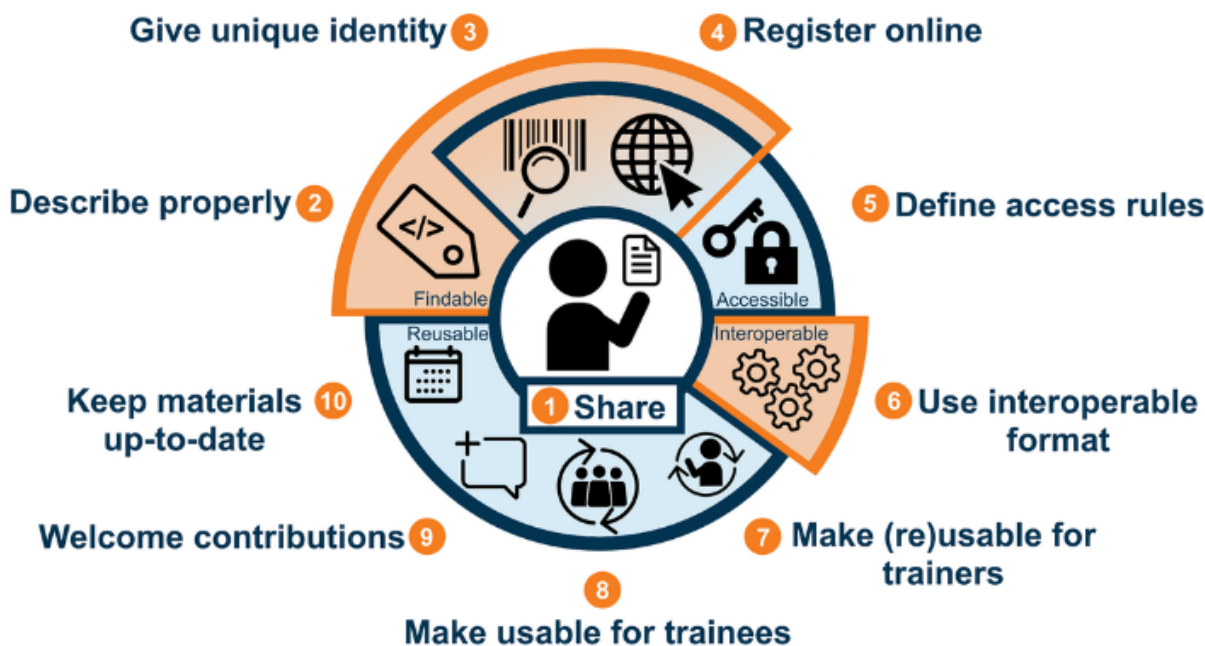 Give unique identity 3
4 Register online
Describe properly 2
</>
5 Define access rules
Findable
Accessible
Reusable
Interoperable
1 Share
Keep materials 10
up-to-date
6 Use interoperable
format
Welcome contributions 9
7 Make (re)usable for
trainers
8
Make usable for trainees